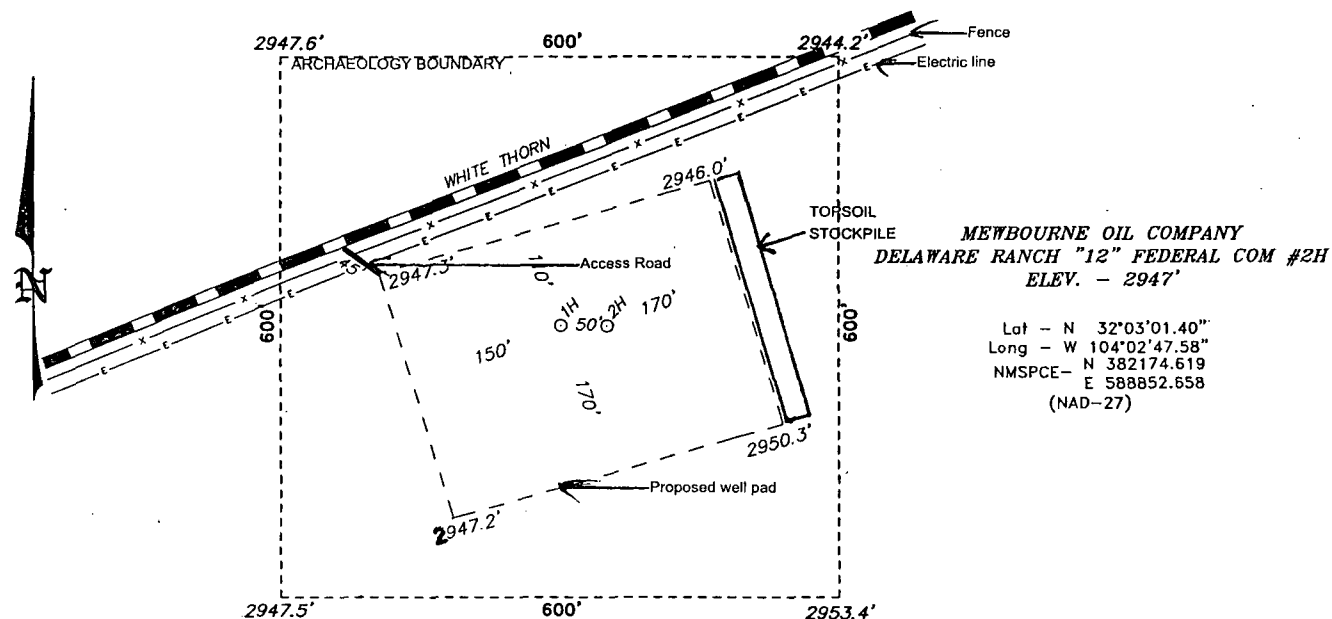 2947.6'
600'
2944.2'
Fence
ARCHAEOLOGY BOUNDARY
Electric line
WHITE THORN
2946.0'
TOPSOIL
STOCKPILE
MEWBOURNE OIL COMPANY
DELAWARE RANCH "12" FEDERAL COM #2H
ELEV. - 2947'
Lat - N 32°03'01.40"
Long - W 104°02'47.58"
NMSPCE- N 382174.619
E 588852.658
(NAD-27)
45'
2947.3'
Access Road
110'
1H
2H
50'
170'
600'
600'
150'
170'
2950.3'
Proposed well pad
2947.2'
2947.5'
600'
2953.4'
N
X E X E X E X E X E X E X E X E